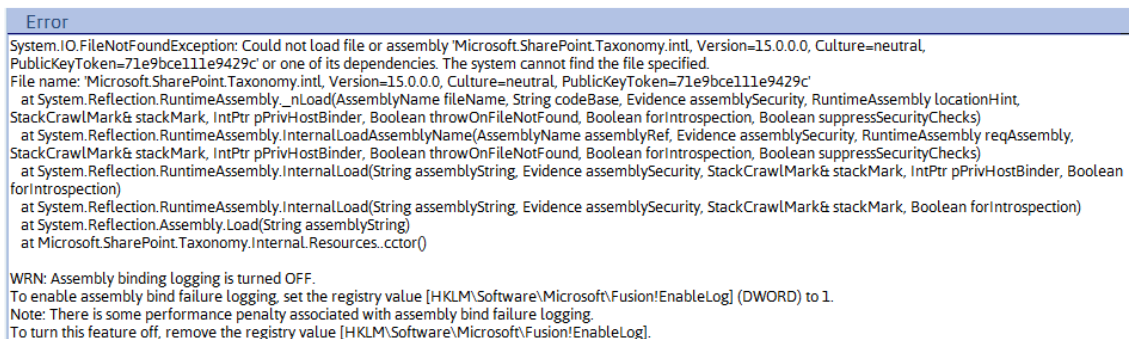 Error
System.IO.FileNotFoundException: Could not load file or assembly 'Microsoft.SharePoint.Taxonomy.intl, Version=15.0.0.0, Culture=neutral,
PublicKeyToken=71e9bce111e9429c' or one of its dependencies. The system cannot find the file specified.
File name: 'Microsoft.SharePoint.Taxonomy.intl, Version=15.0.0.0, Culture=neutral, PublicKeyToken=71e9bce111e9429c'
at System.Reflection.RuntimeAssembly._nLoad(AssemblyName fileName, String codeBase, Evidence assemblySecurity, RuntimeAssembly locationHint,
StackCrawlMark& stackMark, IntPtr pPrivHostBinder, Boolean throwOnFileNotFound, Boolean forIntrospection, Boolean suppressSecurityChecks)
at System.Reflection.RuntimeAssembly.InternalLoadAssemblyName(AssemblyName assemblyRef, Evidence assemblySecurity, RuntimeAssembly reqAssembly,
StackCrawlMark& stackMark, IntPtr pPrivHostBinder, Boolean throwOnFileNotFound, Boolean forIntrospection, Boolean suppressSecurityChecks)
at System.Reflection.RuntimeAssembly.InternalLoad(String assemblyString, Evidence assemblySecurity, StackCrawlMark& stackMark, IntPtr pPrivHostBinder, Boolean
forIntrospection)
at System.Reflection.RuntimeAssembly.InternalLoad(String assemblyString, Evidence assemblySecurity, StackCrawlMark& stackMark, Boolean forIntrospection)
at System.Reflection.Assembly.Load(String assemblyString)
at Microsoft.SharePoint.Taxonomy.Internal.Resources..cctor()
WRN: Assembly binding logging is turned OFF.
To enable assembly bind failure logging, set the registry value [HKLM\Software\Microsoft\Fusion!EnableLog] (DWORD) to 1.
Note: There is some performance penalty associated with assembly bind failure logging.
To turn this feature off, remove the registry value [HKLM\Software\Microsoft\Fusion!EnableLog].